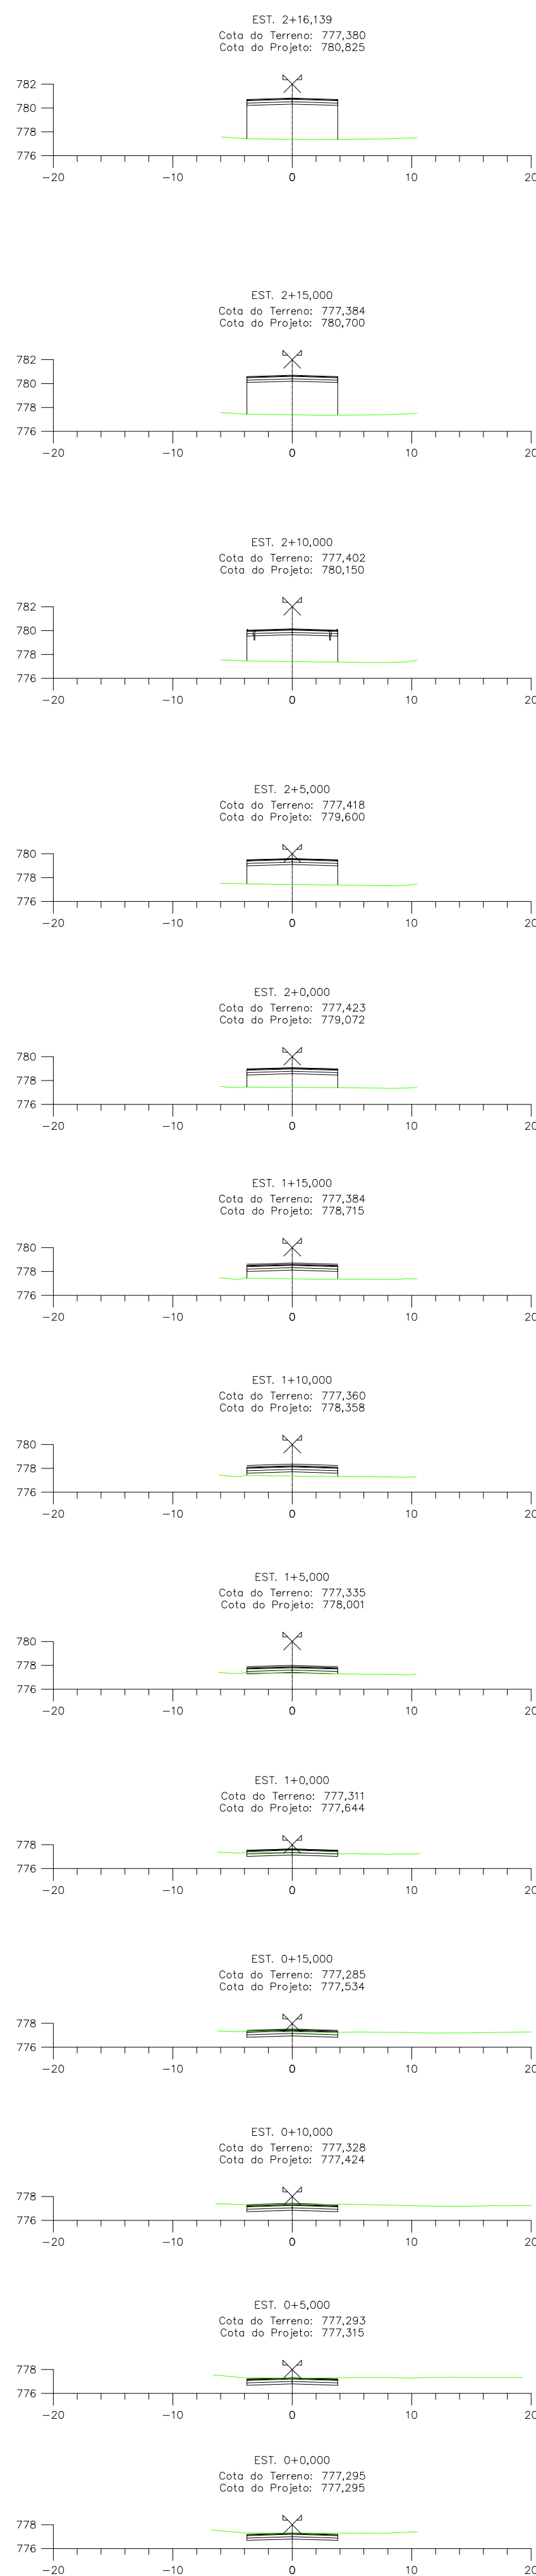 EST. 2+16,139
Cota do Terreno: 777,380
Cota do Projeto: 780,825
782
780
778
776
-20 -10 0 10 20
EST. 2+15,000
Cota do Terreno: 777,384
Cota do Projeto: 780,700
782
780
778
776
-20 -10 0 10 20
EST. 2+10,000
Cota do Terreno: 777,402
Cota do Projeto: 780,150
782
780
778
776
-20 -10 0 10 20
EST. 2+5,000
Cota do Terreno: 777,418
Cota do Projeto: 779,600
780
778
776
-20 -10 0 10 20
EST. 2+0,000
Cota do Terreno: 777,423
Cota do Projeto: 779,072
780
778
776
-20 -10 0 10 20
EST. 1+15,000
Cota do Terreno: 777,384
Cota do Projeto: 778,715
780
778
776
-20 -10 0 10 20
EST. 1+10,000
Cota do Terreno: 777,360
Cota do Projeto: 778,358
780
778
776
-20 -10 0 10 20
EST. 1+5,000
Cota do Terreno: 777,335
Cota do Projeto: 778,001
780
778
776
-20 -10 0 10 20
EST. 1+0,000
Cota do Terreno: 777,311
Cota do Projeto: 777,644
778
776
-20 -10 0 10 20
EST. 0+15,000
Cota do Terreno: 777,285
Cota do Projeto: 777,534
778
776
-20 -10 0 10 20
EST. 0+10,000
Cota do Terreno: 777,328
Cota do Projeto: 777,424
778
776
-20 -10 0 10 20
EST. 0+5,000
Cota do Terreno: 777,293
Cota do Projeto: 777,315
778
776
-20 -10 0 10 20
EST. 0+0,000
Cota do Terreno: 777,295
Cota do Projeto: 777,295
778
776
-20 -10 0 10 20